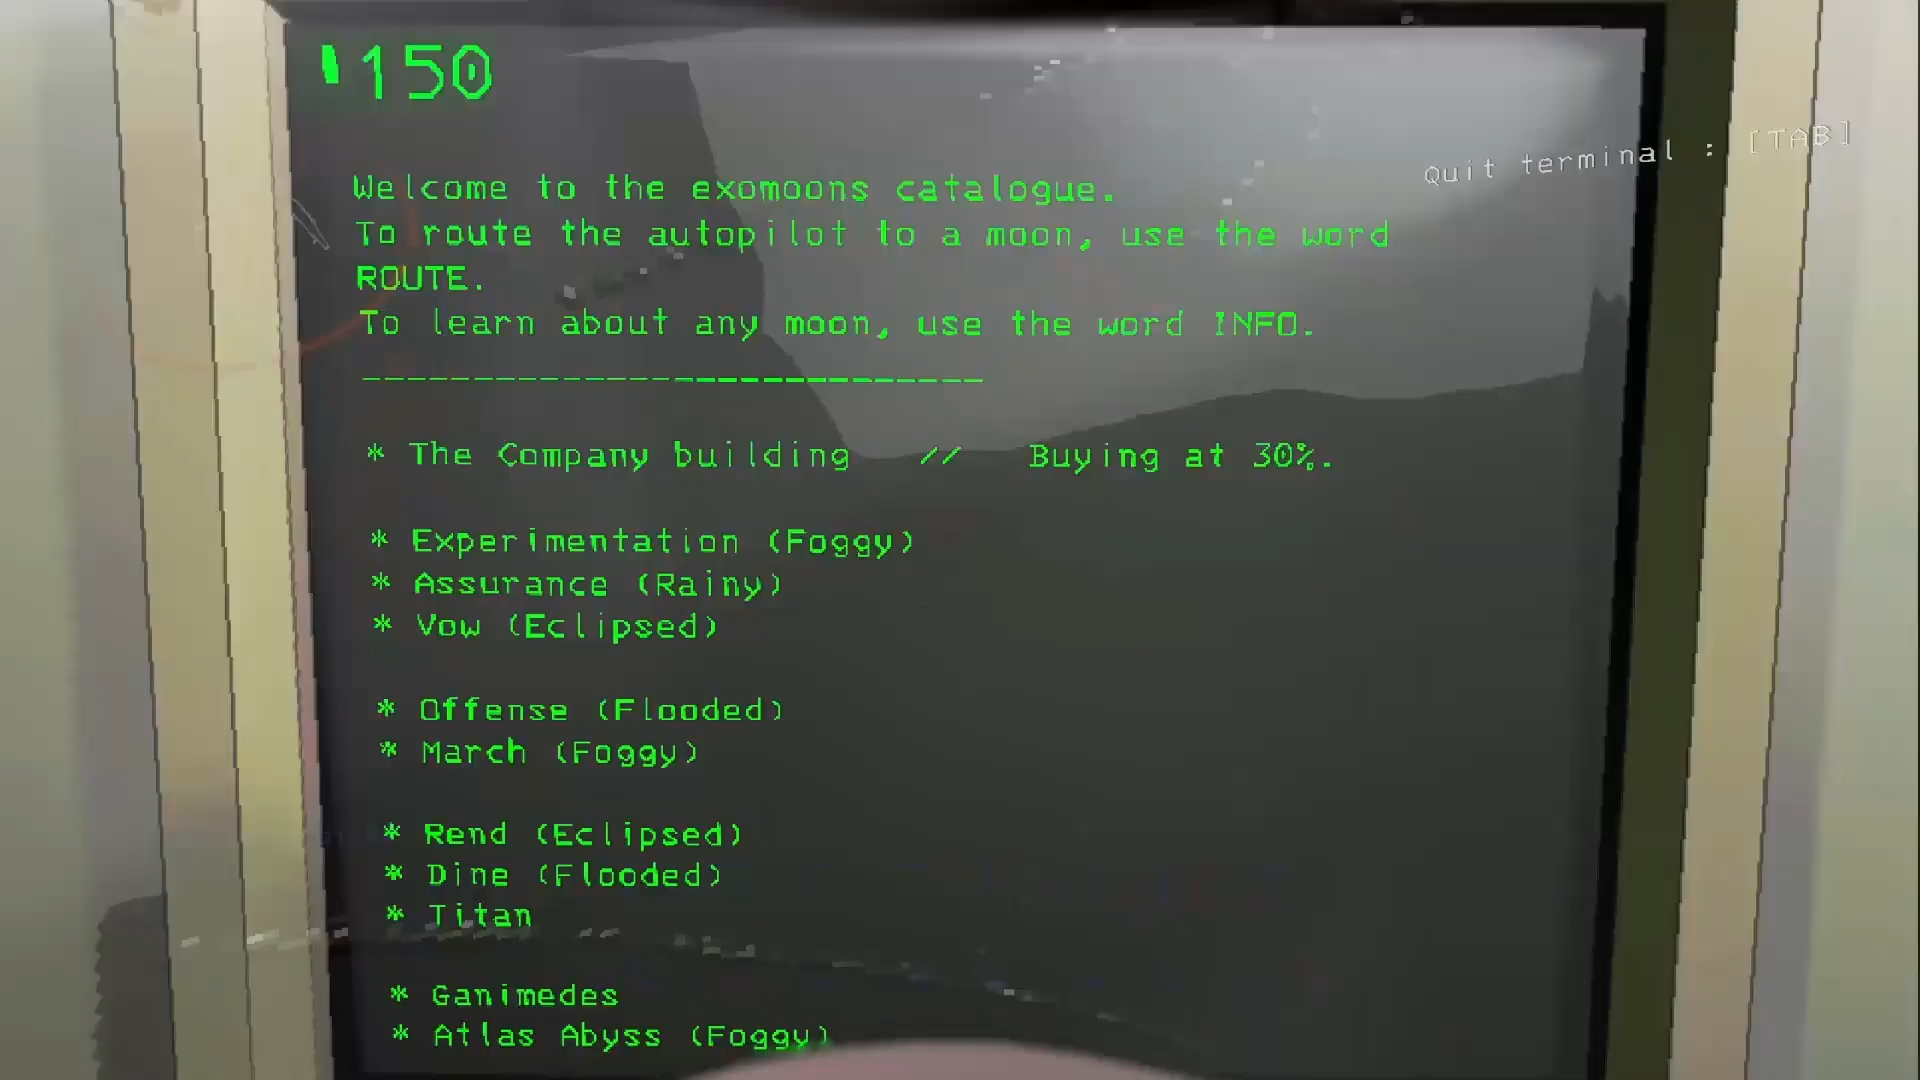 150
Welcome to the exomoons catalogue.
Quit terminal : [TAB]
To route the autopilot to a moon, use the word
ROUTE.
To learn about any moon, use the word INFO.
-----------------------------
* The Company building // Buying at 30%.
* Experimentation (Foggy)
* Assurance (Rainy)
* Vow (Eclipsed)
* Offense (Flooded)
* March (Foggy)
* Rend (Eclipsed)
* Dine (Flooded)
* Titan
* Ganimedes
* Atlas Abyss (Foggy)